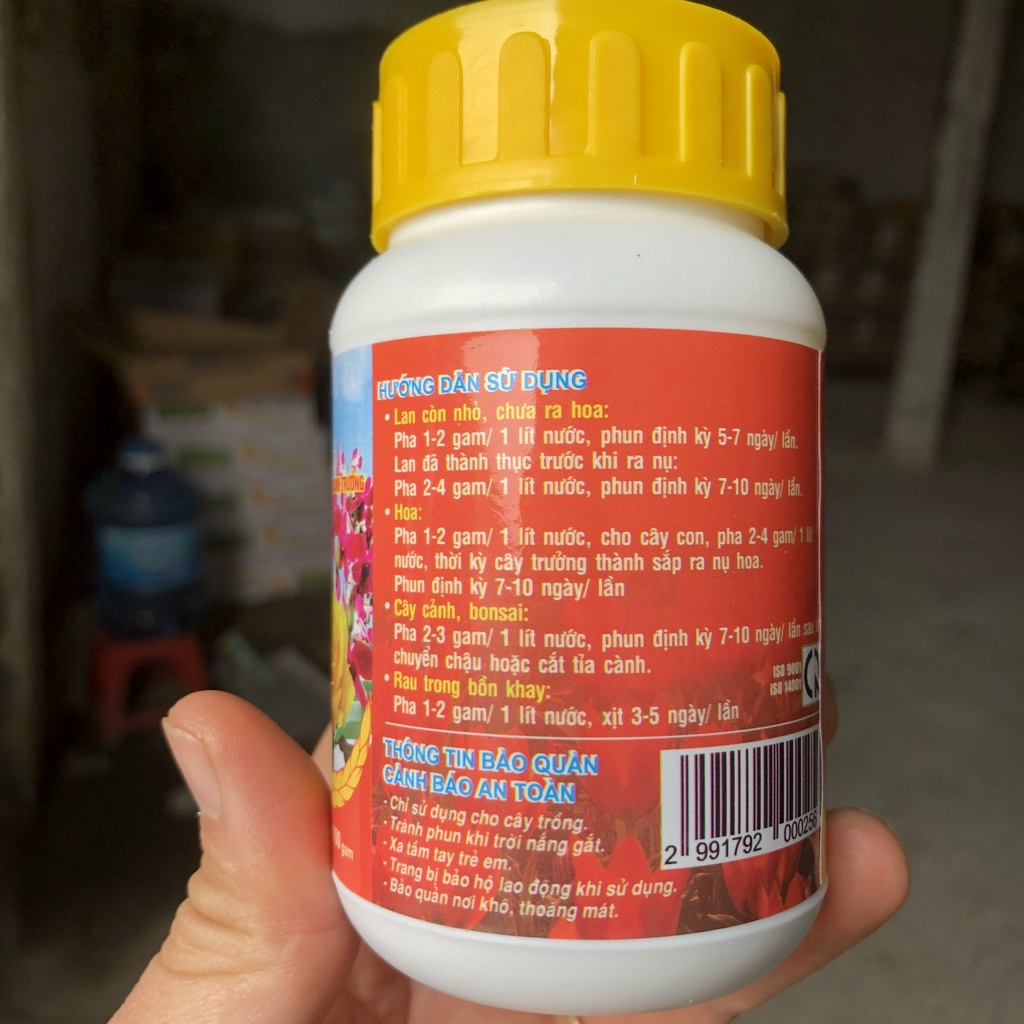 HƯỚNG DẪN SỬ DỤNG
• Lan còn nhỏ, chưa ra hoa:
Pha 1-2 gam/ 1 lít nước, phun định kỳ 5-7 ngày/ lần.
Lan đã thành thục trước khi ra nụ:
Pha 2-4 gam/ 1 lít nước, phun định kỳ 7-10 ngày/ lần.
• Hoa:
Pha 1-2 gam/ 1 lít nước, cho cây con, pha 2-4 gam/ 1 lít
nước, thời kỳ cây trưởng thành sắp ra nụ hoa.
Phun định kỳ 7-10 ngày/ lần
• Cây cảnh, bonsai:
Pha 2-3 gam/ 1 lít nước, phun định kỳ 7-10 ngày/ lần sau
chuyển chậu hoặc cắt tỉa cành.
• Rau trong bồn khay:
Pha 1-2 gam/ 1 lít nước, xịt 3-5 ngày/ lần
ISO 9001
ISO 14001
THÔNG TIN BẢO QUẢN
CẢNH BÁO AN TOÀN
- Chỉ sử dụng cho cây trồng.
- Tránh phun khi trời nắng gắt.
- Xa tầm tay trẻ em.
- Trang bị bảo hộ lao động khi sử dụng.
- Bảo quản nơi khô, thoáng mát.
2 991792 000256
TRƯỞNG
gam